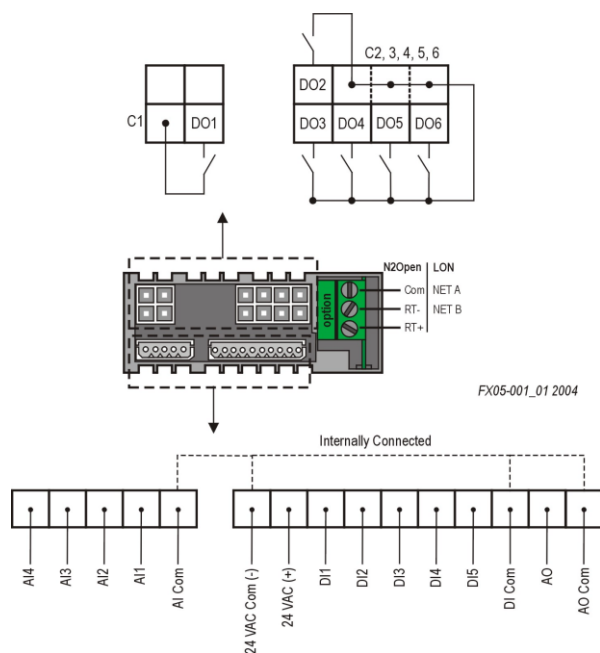 C2, 3, 4, 5, 6
DO2
C1
DO1
DO3 DO4 DO5 DO6
N2Open LON
Com NET A
RT- NET B
RT+
option
FX05-001_01 2004
Internally Connected
AI4
AI3
AI2
AI1
AI Com
24 VAC Com (-)
24 VAC (+)
DI1
DI2
DI3
DI4
DI5
DI Com
AO
AO Com